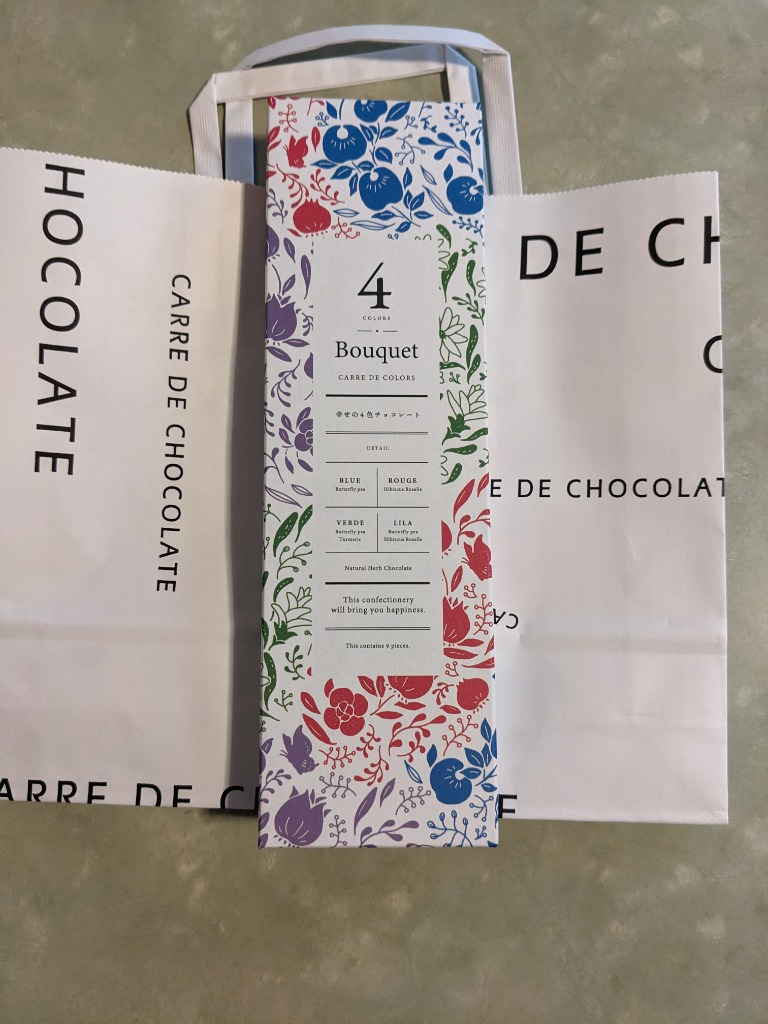 HOCOLATE
CARRE DE CHOCOLATE
ARRE DE C
4
COLORS
Bouquet
CARRE DE COLORS
幸せの4色チョコレート
DETAIL
BLUE
Butterfly pea
ROUGE
Hibiscus Roselle
VERDE
Butterfly pea
Turmeric
LILA
Butterfly pea
Hibiscus Roselle
Natural Herb Chocolate
This confectionery
will bring you happiness.
This contains 9 pieces.
DE CH
C
E DE CHOCOLAT
CA
E